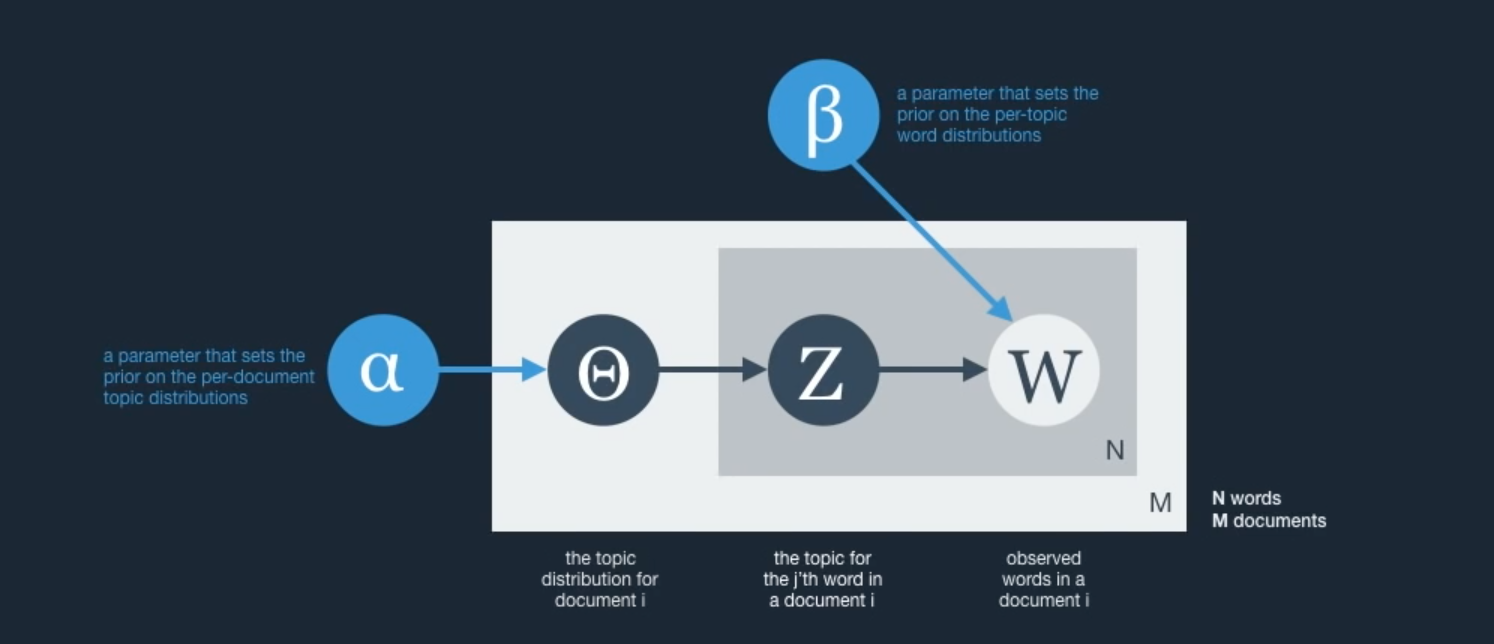 β
a parameter that sets the
prior on the per-topic
word distributions
a parameter that sets the
prior on the per-document
topic distributions
α
Θ
Z
W
N
M
N words
M documents
the topic
distribution for
document i
the topic for
the j'th word in
a document i
observed
words in a
document i